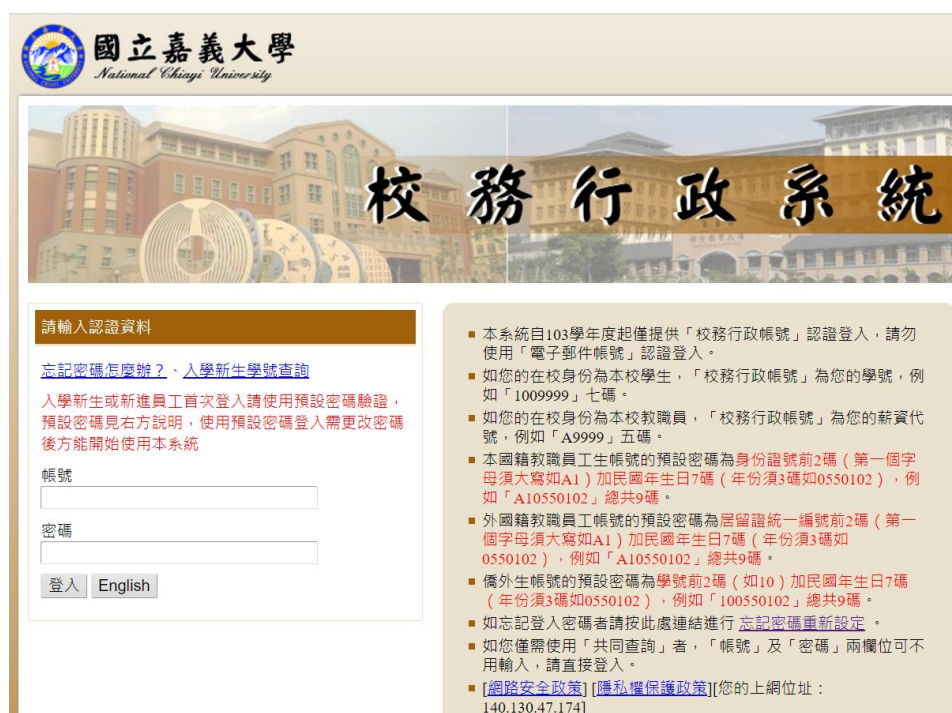 國立嘉義大學
National Chiayi University
校務行政系統
請輸入認證資料
忘記密碼怎麼辦？、入學新生學號查詢
入學新生或新進員工首次登入請使用預設密碼驗證，
預設密碼見右方說明，使用預設密碼登入需更改密碼
後方能開始使用本系統
帳號
密碼
登入 English
本系統自103學年度起僅提供「校務行政帳號」認證登入，請勿
使用「電子郵件帳號」認證登入。
如您的在校身份為本校學生，「校務行政帳號」為您的學號，例
如「1009999」七碼。
如您的在校身份為本校教職員，「校務行政帳號」為您的薪資代
號，例如「A9999」五碼。
本國籍教職員工生帳號的預設密碼為身份證號前2碼（第一個字
母須大寫如A1）加民國年生日7碼（年份須3碼如0550102），例
如「A10550102」總共9碼。
外國籍教職員工帳號的預設密碼為居留證統一編號前2碼（第一
個字母須大寫如A1）加民國年生日7碼（年份須3碼如
0550102），例如「A10550102」總共9碼。
僑外生帳號的預設密碼為學號前2碼（如10）加民國年生日7碼
（年份須3碼如0550102），例如「100550102」總共9碼。
如忘記登入密碼者請按此處連結進行 忘記密碼重新設定 。
如您僅需使用「共同查詢」者，「帳號」及「密碼」兩欄位可不
用輸入，請直接登入。
[網路安全政策] [隱私權保護政策][您的上網位址：
140.130.47.174]